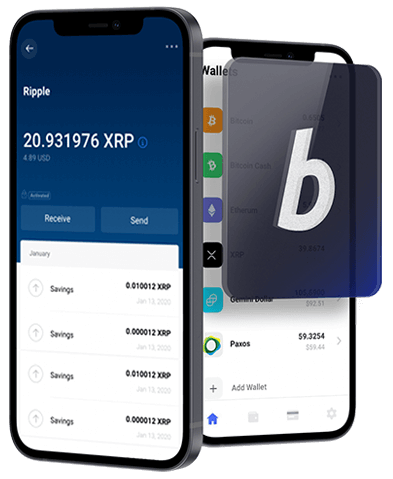 Ripple
20.931976 XRP
4.89 USD
Activated
Receive
Send
January
Savings
0.010012 XRP
Jan 13, 2020
Savings
0.000012 XRP
Jan 13, 2020
Savings
0.010012 XRP
Jan 13, 2020
Savings
0.000012 XRP
Jan 13, 2020
Wallets
Bitcoin
Bitcoin Cash
Ethereum
XRP
b
Gemini Dollar
$92.51
Paxos
59.3254
$59.44
Add Wallet